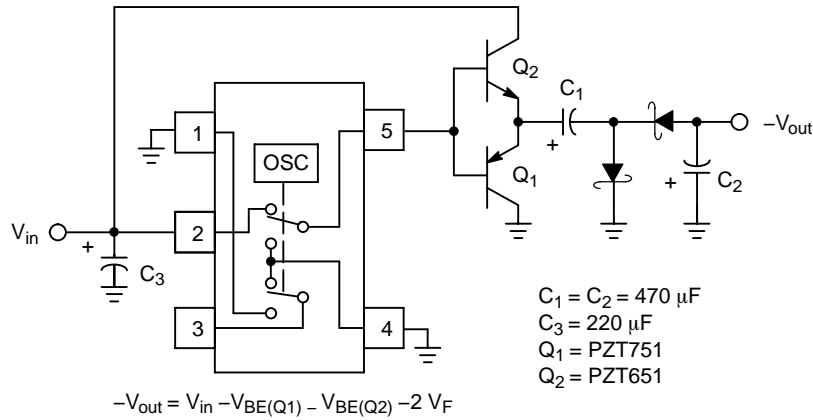 Q2
C1
1
5
–Vout
OSC
+
Q1
+
C2
Vin
+
2
C3
3
4
C1 = C2 = 470 μF
C3 = 220 μF
Q1 = PZT751
Q2 = PZT651
–Vout = Vin –VBE(Q1) – VBE(Q2) –2 VF